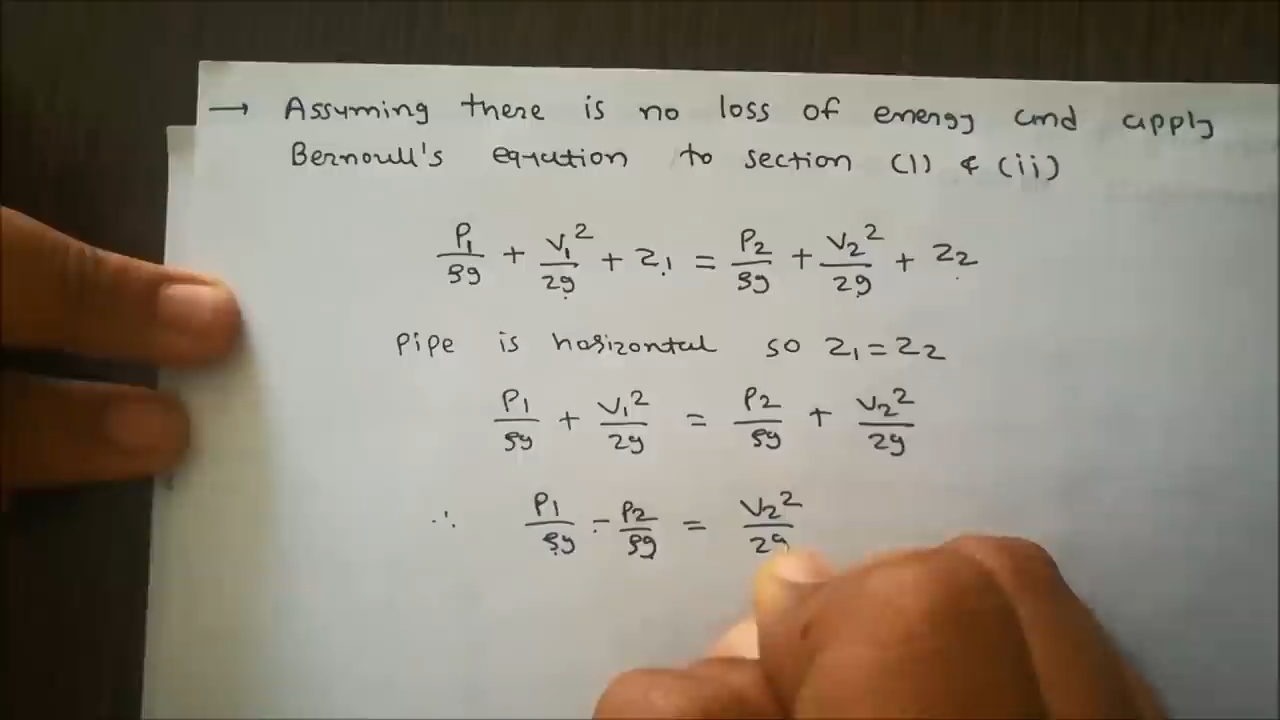 → Assuming there is no loss of energy and apply
Bernoull's equation to section (I) & (ii)
P₁/ρg + V₁²/2g + Z₁ = P₂/ρg + V₂²/2g + Z₂
Pipe is horizontal so Z₁ = Z₂
P₁/ρg + V₁²/2g = P₂/ρg + V₂²/2g
∴ P₁/ρg - P₂/ρg = V₂²/2g